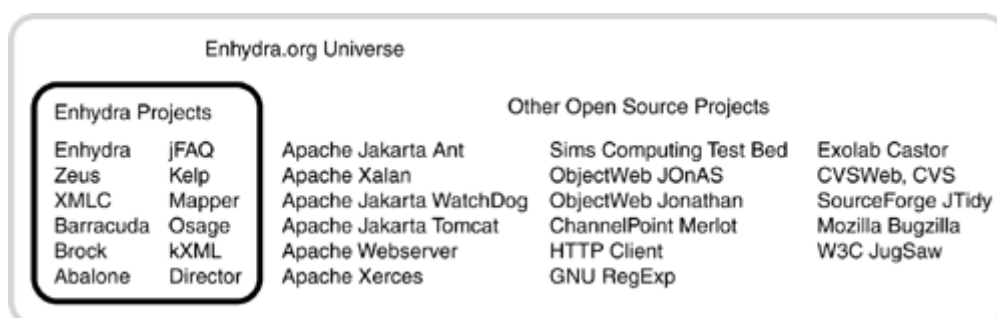 Enhydra.org Universe
Enhydra Projects
Enhydra jFAQ
Zeus Kelp
XMLC Mapper
Barracuda Osage
Brock kXML
Abalone Director
Other Open Source Projects
Apache Jakarta Ant Sims Computing Test Bed Exolab Castor
Apache Xalan ObjectWeb JOnAS CVSWeb, CVS
Apache Jakarta WatchDog ObjectWeb Jonathan SourceForge JTidy
Apache Jakarta Tomcat ChannelPoint Merlot Mozilla Bugzilla
Apache Webserver HTTP Client W3C JugSaw
Apache Xerces GNU RegExp